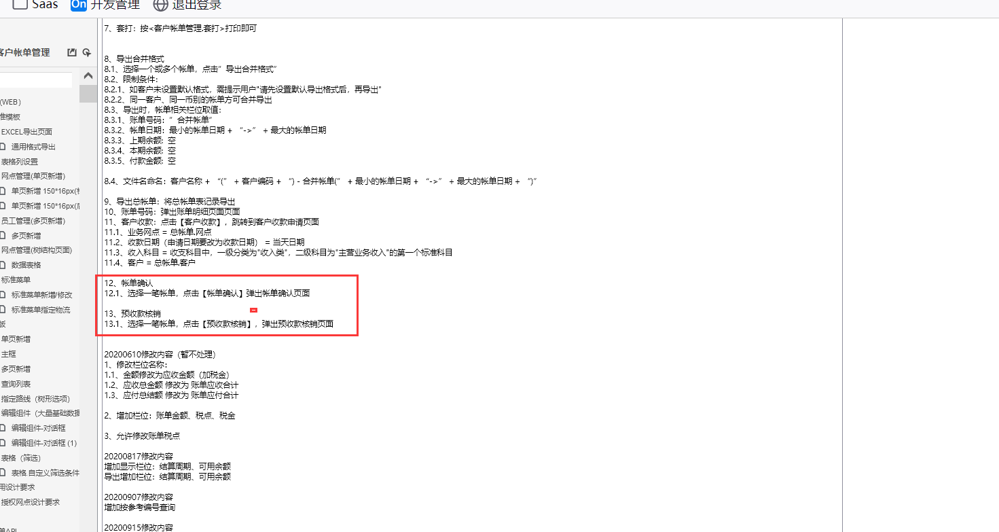 Saas On 开发管理 退出登录
客户帐单管理
(WEB)
准模板
EXCEL导出页面
通用格式导出
表格列设置
网点管理(单页新增)
单页新增 150*16px(
单页新增 150*16px(
员工管理(多页新增)
多页新增
网点管理(树结构页面)
数据表格
标准菜单
标准菜单新增/修改
标准菜单指定物流
版
单页新增
主框
多页新增
查询列表
指定路线（树形选项)
编辑组件（大量基础数据
编辑组件-对话框
编辑组件-对话框 (1)
表格（筛选)
表格.自定义筛选条件
用设计要求
授权网点设计要求
单API
7、套打：按<客户帐单管理.套打>打印即可
8、导出合并格式
8.1、选择一个或多个帐单，点击”导出合并格式”
8.2、限制条件：
8.2.1、如客户未设置默认格式，需提示用户"请先设置默认导出格式后，再导出"
8.2.2、同一客户、同一币别的帐单方可合并导出
8.3、导出时，帐单相关栏位取值：
8.3.1、账单号码：”合并帐单”
8.3.2、帐单日期：最小的帐单日期 + “->” + 最大的帐单日期
8.3.3、上期余额: 空
8.3.4、本期余额: 空
8.3.5、付款金额: 空
8.4、文件名命名：客户名称 + “(” + 客户编码 + “) - 合并帐单(” + 最小的帐单日期 + “->” + 最大的帐单日期 + “)”
9、导出总帐单：将总帐单表记录导出
10、账单号码：弹出账单明细页面页面
11、客户收款：点击【客户收款】，跳转到客户收款申请页面
11.1、业务网点 = 总帐单.网点
11.2、收款日期（申请日期要改为收款日期） = 当天日期
11.3、收入科目 = 收支科目中，一级分类为"收入类"，二级科目为"主营业务收入"的第一个标准科目
11.4、客户 = 总帐单.客户
12、帐单确认
12.1、选择一笔帐单，点击【帐单确认】弹出帐单确认页面
13、预收款核销
13.1、选择一笔帐单，点击【预收款核销】，弹出预收款核销页面
20200610修改内容（暂不处理）
1、修改栏位名称：
1.1、金额修改为应收金额（加税金）
1.2、应收总金额 修改为 账单应收合计
1.3、应付总结额 修改为 账单应付合计
2、增加栏位：账单金额、税点、税金
3、允许修改账单税点
20200817修改内容
增加显示栏位：结算周期、可用余额
导出增加栏位：结算周期、可用余额
20200907修改内容
增加按参考编号查询
20200915修改内容